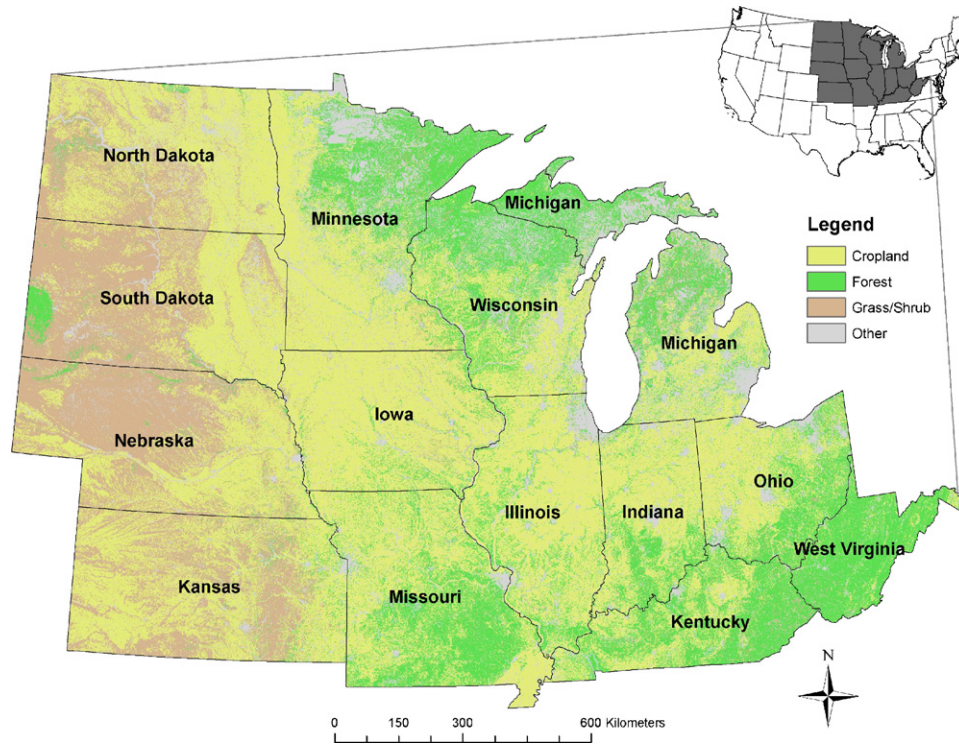 North Dakota
Minnesota
Michigan
South Dakota
Wisconsin
Michigan
Nebraska
Iowa
Illinois
Indiana
Ohio
West Virginia
Kansas
Missouri
Kentucky
Legend
Cropland
Forest
Grass/Shrub
Other
N
0 150 300 600 Kilometers